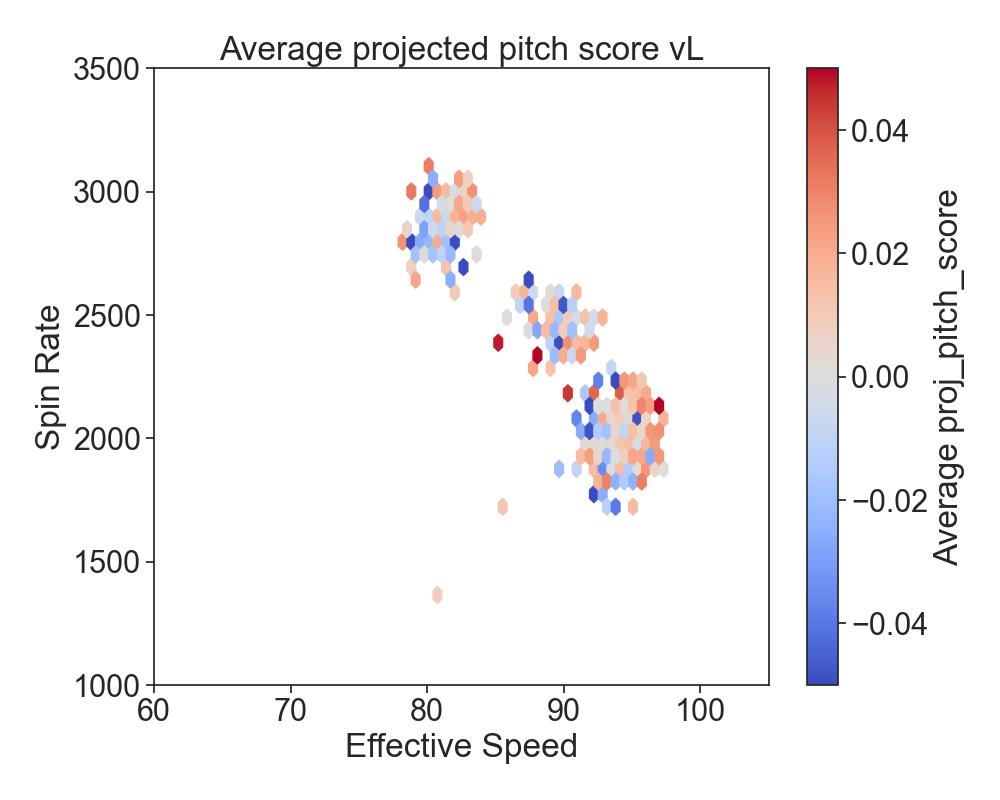 Average projected pitch score vL
3500
3000
2500
2000
1500
1000
Spin Rate
60 70 80 90 100
Effective Speed
0.04
0.02
0.00
−0.02
−0.04
Average proj_pitch_score